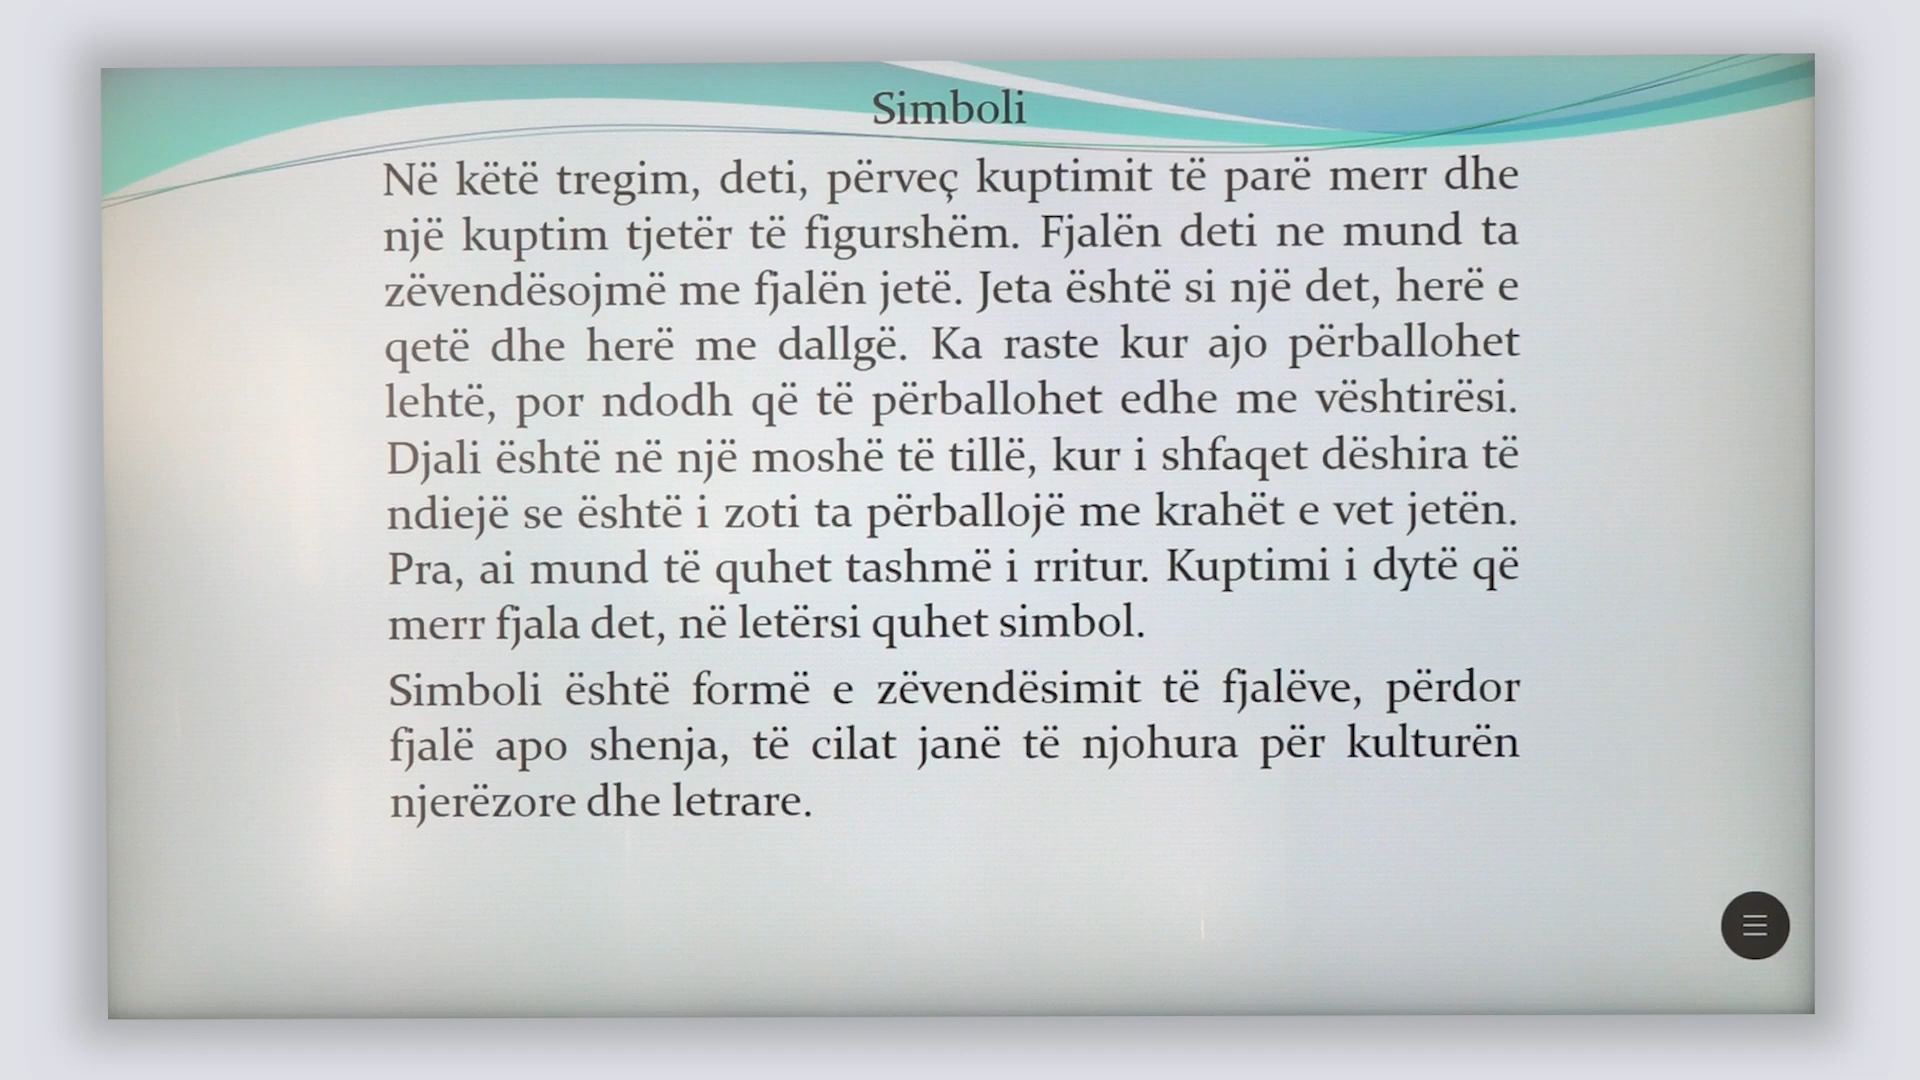 Simboli
Në këtë tregim, deti, përveç kuptimit të parë merr dhe
një kuptim tjetër të figurshëm. Fjalën deti ne mund ta
zëvendësojmë me fjalën jetë. Jeta është si një det, herë e
qetë dhe herë me dallgë. Ka raste kur ajo përballohet
lehtë, por ndodh që të përballohet edhe me vështirësi.
Djali është në një moshë të tillë, kur i shfaqet dëshira të
ndiejë se është i zoti ta përballojë me krahët e vet jetën.
Pra, ai mund të quhet tashmë i rritur. Kuptimi i dytë që
merr fjala det, në letërsi quhet simbol.
Simboli është formë e zëvendësimit të fjalëve, përdor
fjalë apo shenja, të cilat janë të njohura për kulturën
njerëzore dhe letrare.